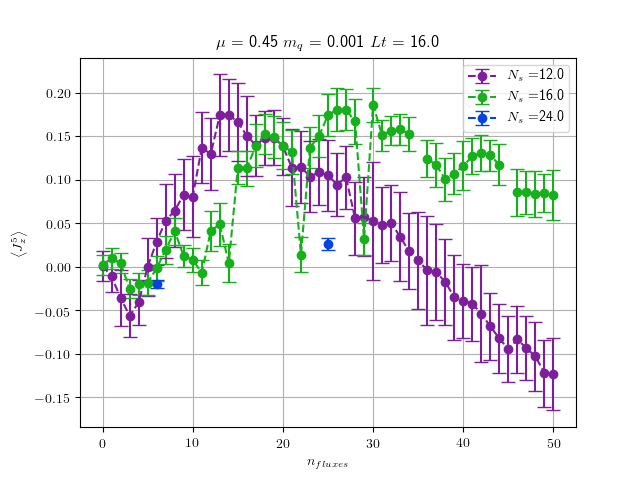 μ = 0.45 m_q = 0.001 Lt = 16.0
N_s =12.0
N_s =16.0
N_s =24.0
0.20
0.15
0.10
0.05
0.00
−0.05
−0.10
−0.15
⟨J_z^5⟩
0 10 20 30 40 50
n_fluxes